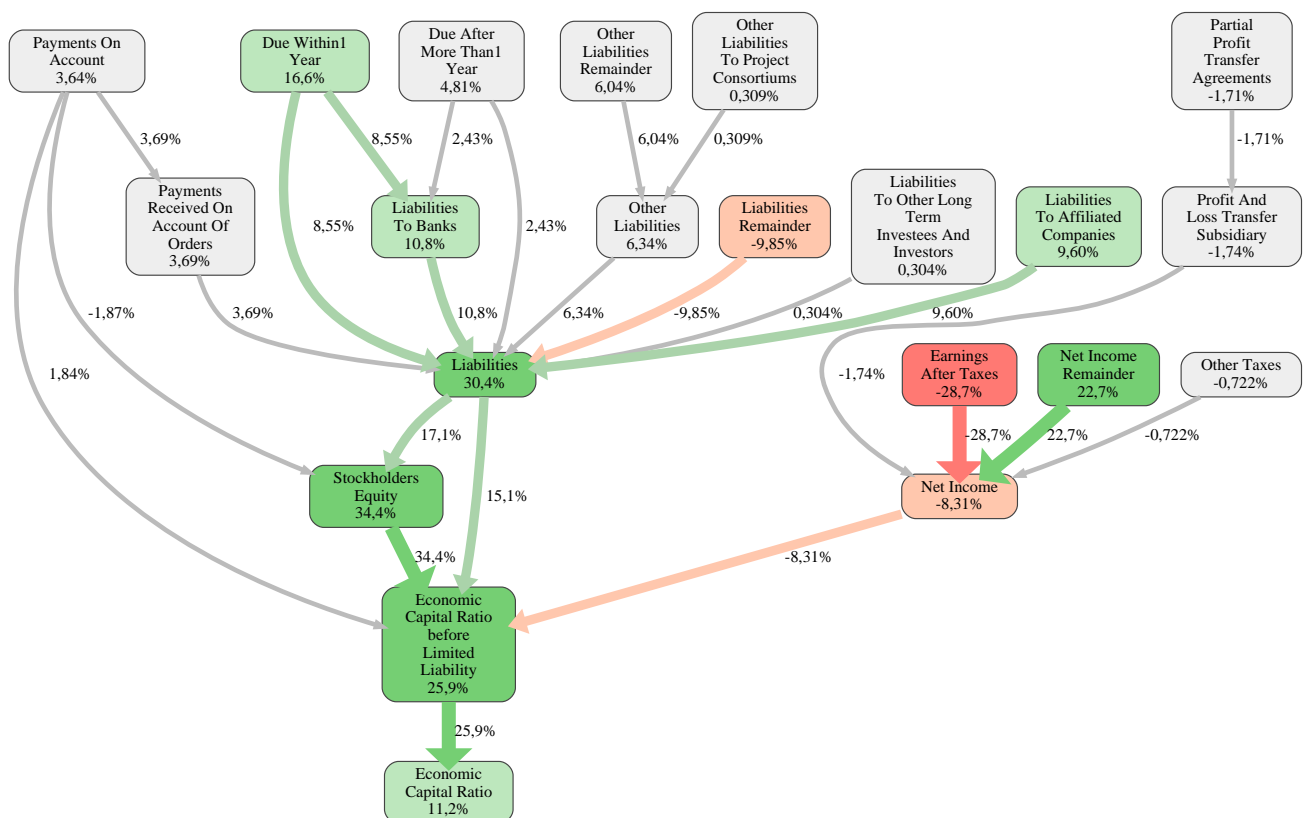 Payments On
Account
3,64%
Due Within1
Year
16,6%
Due After
More Than1
Year
4,81%
Other
Liabilities
Remainder
6,04%
Other
Liabilities
To Project
Consortiums
0,309%
Partial
Profit
Transfer
Agreements
-1,71%
3,69%
8,55%
2,43%
6,04%
0,309%
-1,71%
Payments
Received On
Account Of
Orders
3,69%
Liabilities
To Banks
10,8%
Other
Liabilities
6,34%
Liabilities
Remainder
-9,85%
Liabilities
To Other Long
Term
Investees And
Investors
0,304%
Liabilities
To Affiliated
Companies
9,60%
Profit And
Loss Transfer
Subsidiary
-1,74%
8,55%
2,43%
-1,87%
3,69%
10,8%
6,34%
-9,85%
0,304%
9,60%
1,84%
Liabilities
30,4%
-1,74%
Earnings
After Taxes
-28,7%
Net Income
Remainder
22,7%
Other Taxes
-0,722%
17,1%
-28,7%
22,7%
-0,722%
Stockholders
Equity
34,4%
15,1%
Net Income
-8,31%
34,4%
-8,31%
Economic
Capital Ratio
before
Limited
Liability
25,9%
25,9%
Economic
Capital Ratio
11,2%